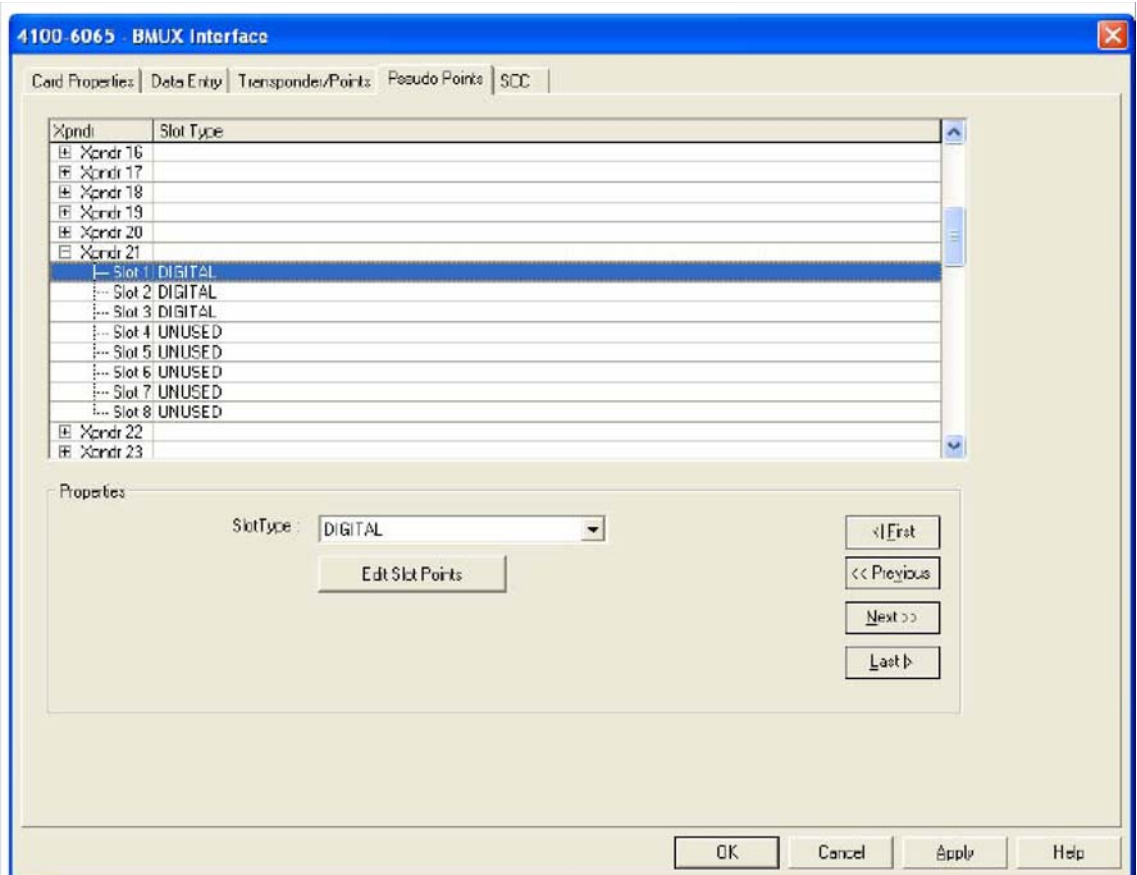 4100-6065 - BMUX Interface
Card Properties Data Entry Transponder/Points Pseudo Points SCC
Xpndr Slot Type
Xpndr 16
Xpndr 17
Xpndr 18
Xpndr 19
Xpndr 20
Xpndr 21
Slot 1 DIGITAL
Slot 2 DIGITAL
Slot 3 DIGITAL
Slot 4 UNUSED
Slot 5 UNUSED
Slot 6 UNUSED
Slot 7 UNUSED
Slot 8 UNUSED
Xpndr 22
Xpndr 23
Properties
SlotType : DIGITAL
<| First
Edit Slot Points
<< Previous
Next >>
Last |>
OK Cancel Apply Help